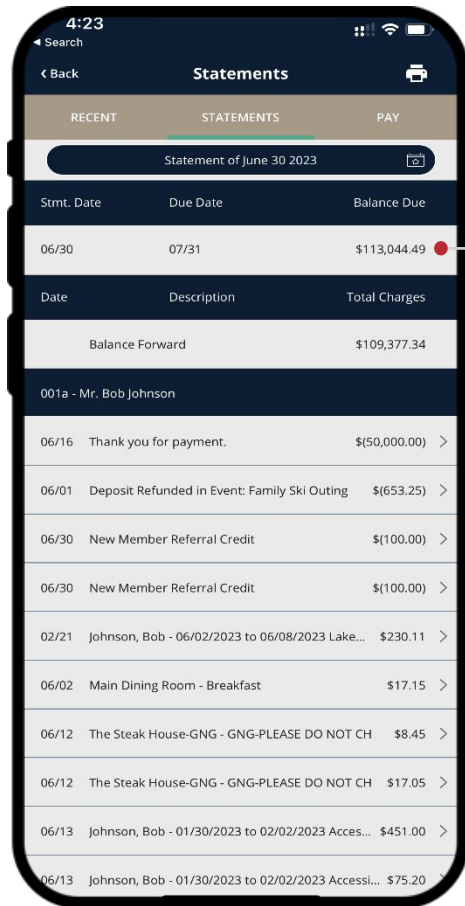 4:23
◄ Search
‹ Back Statements
RECENT STATEMENTS PAY
Statement of June 30 2023
Stmt. Date Due Date Balance Due
06/30 07/31 $113,044.49
Date Description Total Charges
Balance Forward $109,377.34
001a - Mr. Bob Johnson
06/16 Thank you for payment. $(50,000.00) >
06/01 Deposit Refunded in Event: Family Ski Outing $(653.25) >
06/30 New Member Referral Credit $(100.00) >
06/30 New Member Referral Credit $(100.00) >
02/21 Johnson, Bob - 06/02/2023 to 06/08/2023 Lake... $230.11 >
06/02 Main Dining Room - Breakfast $17.15 >
06/12 The Steak House-GNG - GNG-PLEASE DO NOT CH $8.45 >
06/12 The Steak House-GNG - GNG-PLEASE DO NOT CH $17.05 >
06/13 Johnson, Bob - 01/30/2023 to 02/02/2023 Acces... $451.00 >
06/13 Johnson, Bob - 01/30/2023 to 02/02/2023 Accessi... $75.20 >